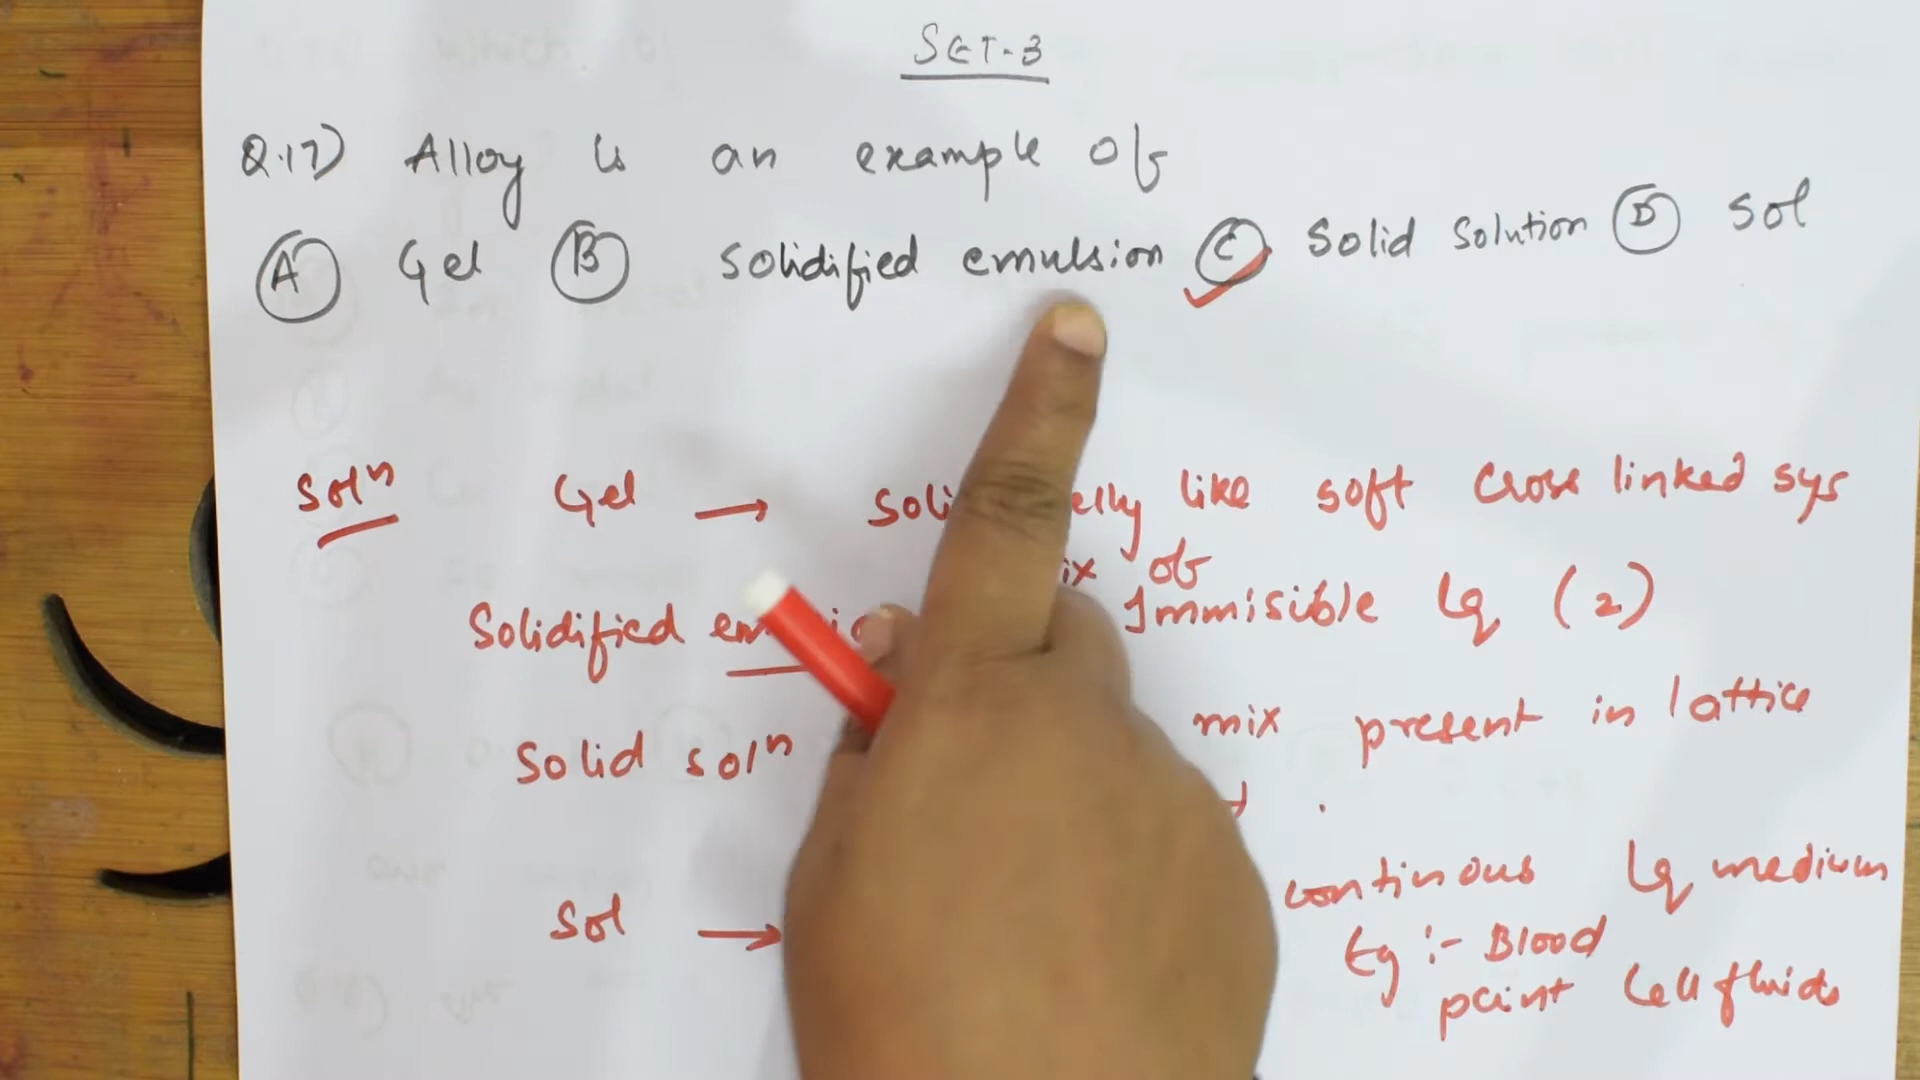 SET-3
Q.17) Alloy is an example of
(A) Gel (B) Solidified emulsion (C) Solid Solution (D) Sol
Solⁿ Gel → like soft cross linked sys
of
Solidified Immisible lq (2)
Solid solⁿ mix present in lattice
Sol → continous lq medium
Eg :- Blood
paint Cell fluids